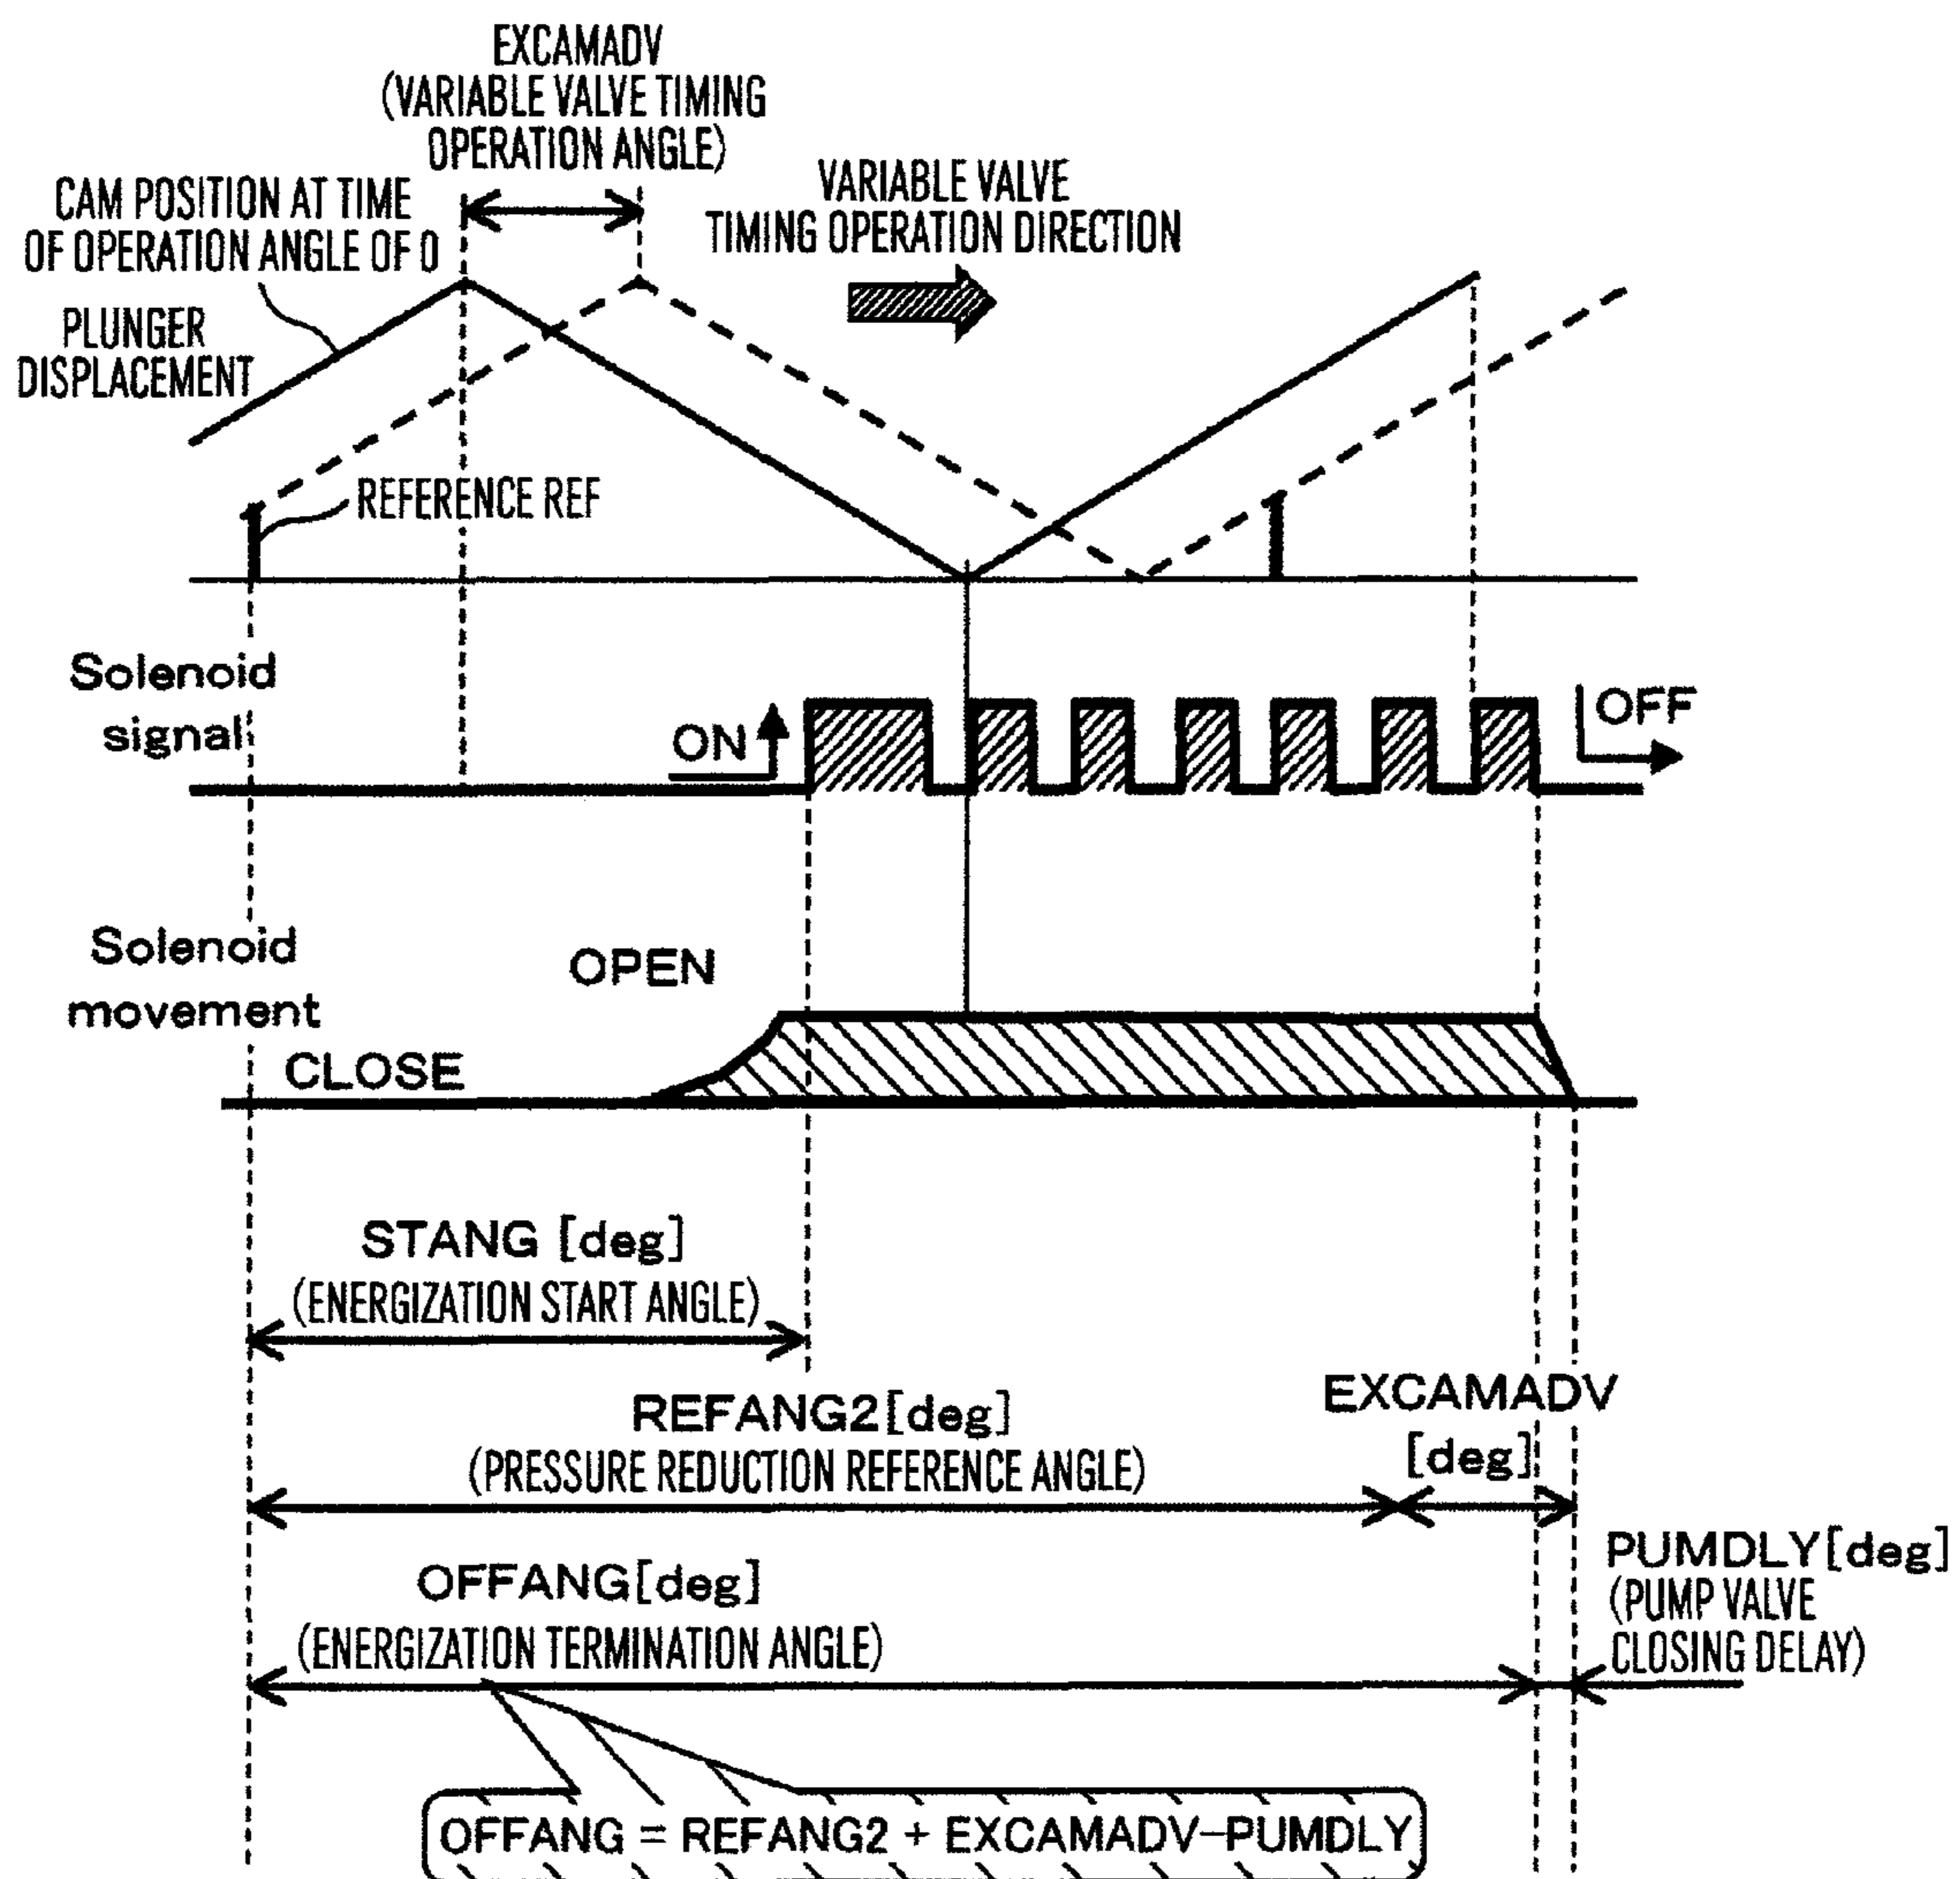 EXCAMADV
(VARIABLE VALVE TIMING
OPERATION ANGLE)
CAM POSITION AT TIME
OF OPERATION ANGLE OF 0
VARIABLE VALVE
TIMING OPERATION DIRECTION
PLUNGER
DISPLACEMENT
REFERENCE REF
Solenoid
signal
ON
OFF
Solenoid
movement
OPEN
CLOSE
STANG [deg]
(ENERGIZATION START ANGLE)
REFANG2[deg]
(PRESSURE REDUCTION REFERENCE ANGLE)
EXCAMADV
[deg]
OFFANG[deg]
(ENERGIZATION TERMINATION ANGLE)
PUMDLY[deg]
(PUMP VALVE
CLOSING DELAY)
OFFANG = REFANG2 + EXCAMADV-PUMDLY